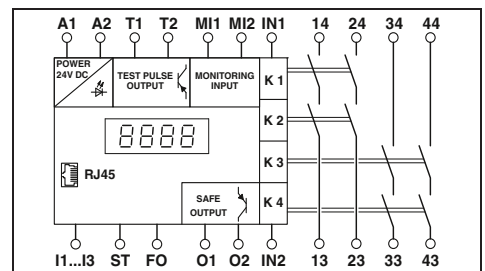 A1 A2 T1 T2 MI1 MI2 IN1 14 24 34 44
POWER
24V DC
TEST PULSE
OUTPUT
MONITORING
INPUT
K 1
K 2
8888
K 3
RJ45
SAFE
OUTPUT
K 4
I1...I3 ST FO O1 O2 IN2 13 23 33 43